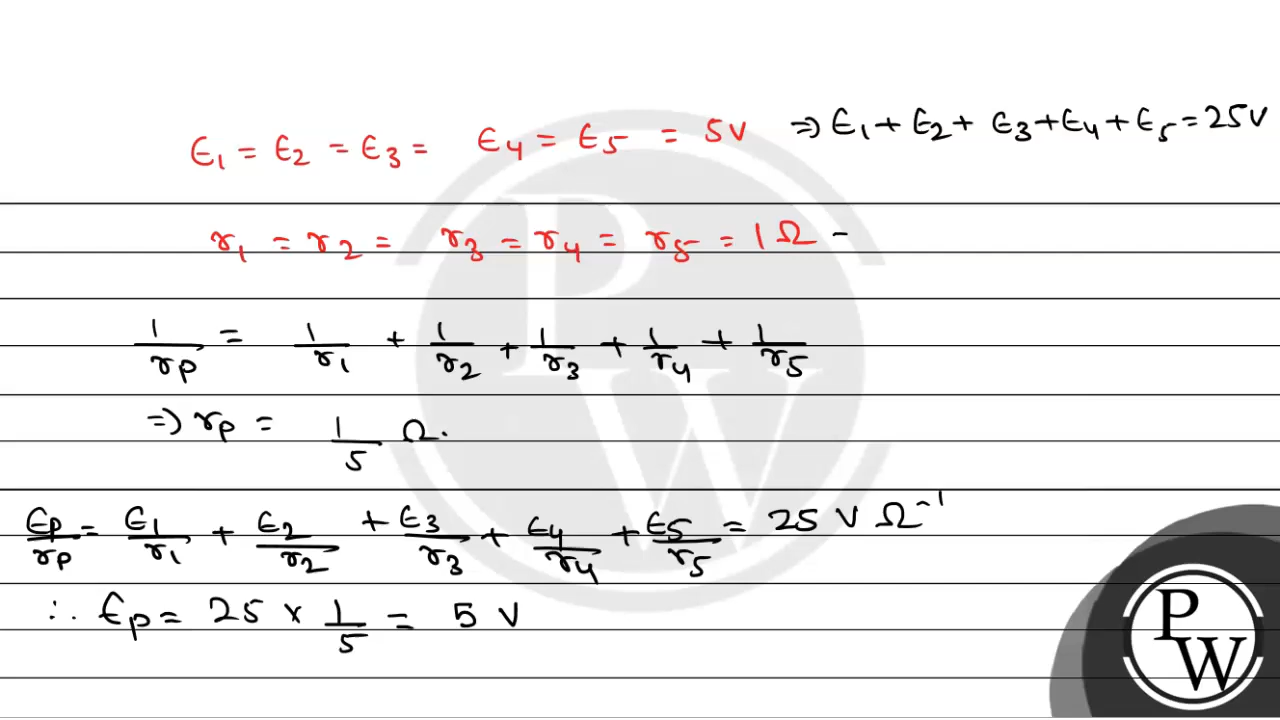 ε₁ = ε₂ = ε₃ = ε₄ = ε₅ = 5V ⇒ ε₁ + ε₂ + ε₃ + ε₄ + ε₅ = 25V
r₁ = r₂ = r₃ = r₄ = r₅ = 1Ω -
1/rₚ = 1/r₁ + 1/r₂ + 1/r₃ + 1/r₄ + 1/r₅
⇒ rₚ = 1/5 Ω.
εₚ/rₚ = ε₁/r₁ + ε₂/r₂ + ε₃/r₃ + ε₄/r₄ + ε₅/r₅ = 25 V Ω⁻¹
∴ εₚ = 25 × 1/5 = 5 V
PW
PW